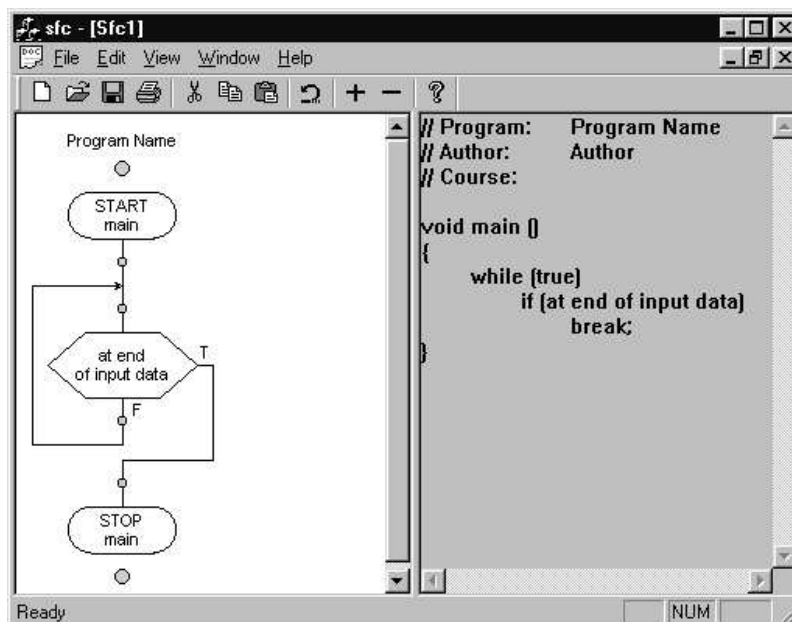 sfc - [Sfc1]
File Edit View Window Help
Program Name
START
main
at end
of input data
T
F
STOP
main
// Program: Program Name
// Author: Author
// Course:
void main ()
{
while (true)
if (at end of input data)
break;
}
Ready
NUM